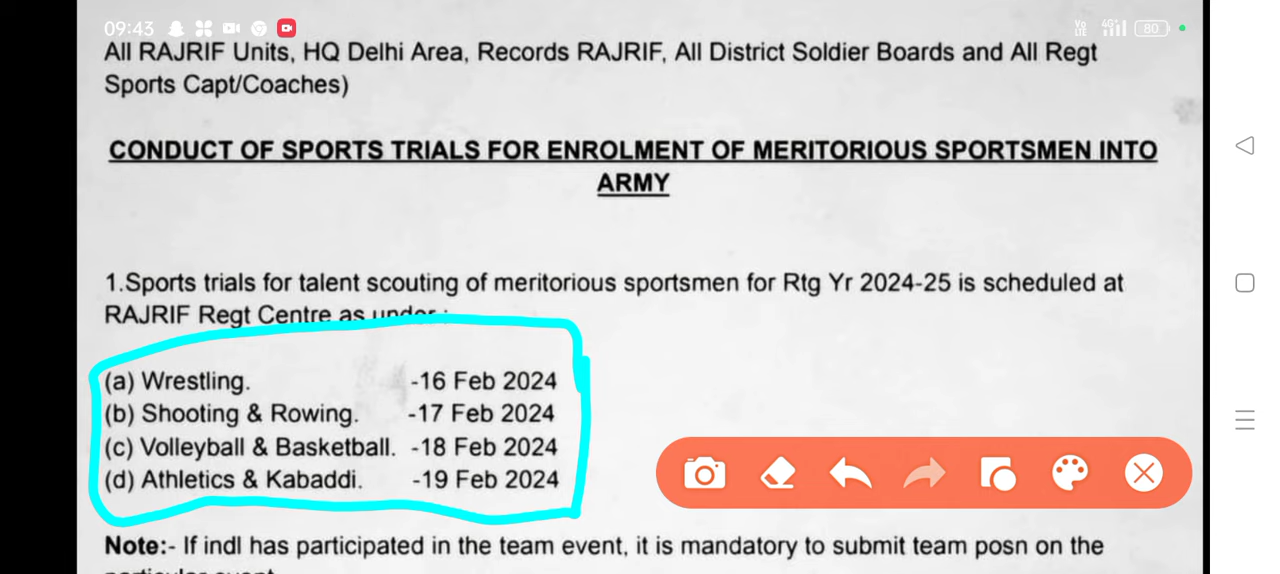 09:43 Vo LTE 4G+ 80
All RAJRIF Units, HQ Delhi Area, Records RAJRIF, All District Soldier Boards and All Regt
Sports Capt/Coaches)
CONDUCT OF SPORTS TRIALS FOR ENROLMENT OF MERITORIOUS SPORTSMEN INTO
ARMY
1.Sports trials for talent scouting of meritorious sportsmen for Rtg Yr 2024-25 is scheduled at
RAJRIF Regt Centre as under :
(a) Wrestling. -16 Feb 2024
(b) Shooting & Rowing. -17 Feb 2024
(c) Volleyball & Basketball. -18 Feb 2024
(d) Athletics & Kabaddi. -19 Feb 2024
Note:- If indl has participated in the team event, it is mandatory to submit team posn on the